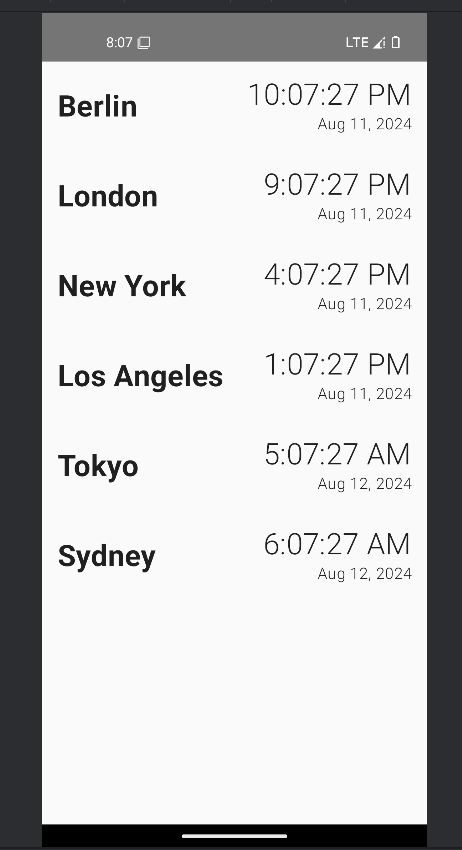 8:07 LTE
Berlin 10:07:27 PM
Aug 11, 2024
London 9:07:27 PM
Aug 11, 2024
New York 4:07:27 PM
Aug 11, 2024
Los Angeles 1:07:27 PM
Aug 11, 2024
Tokyo 5:07:27 AM
Aug 12, 2024
Sydney 6:07:27 AM
Aug 12, 2024